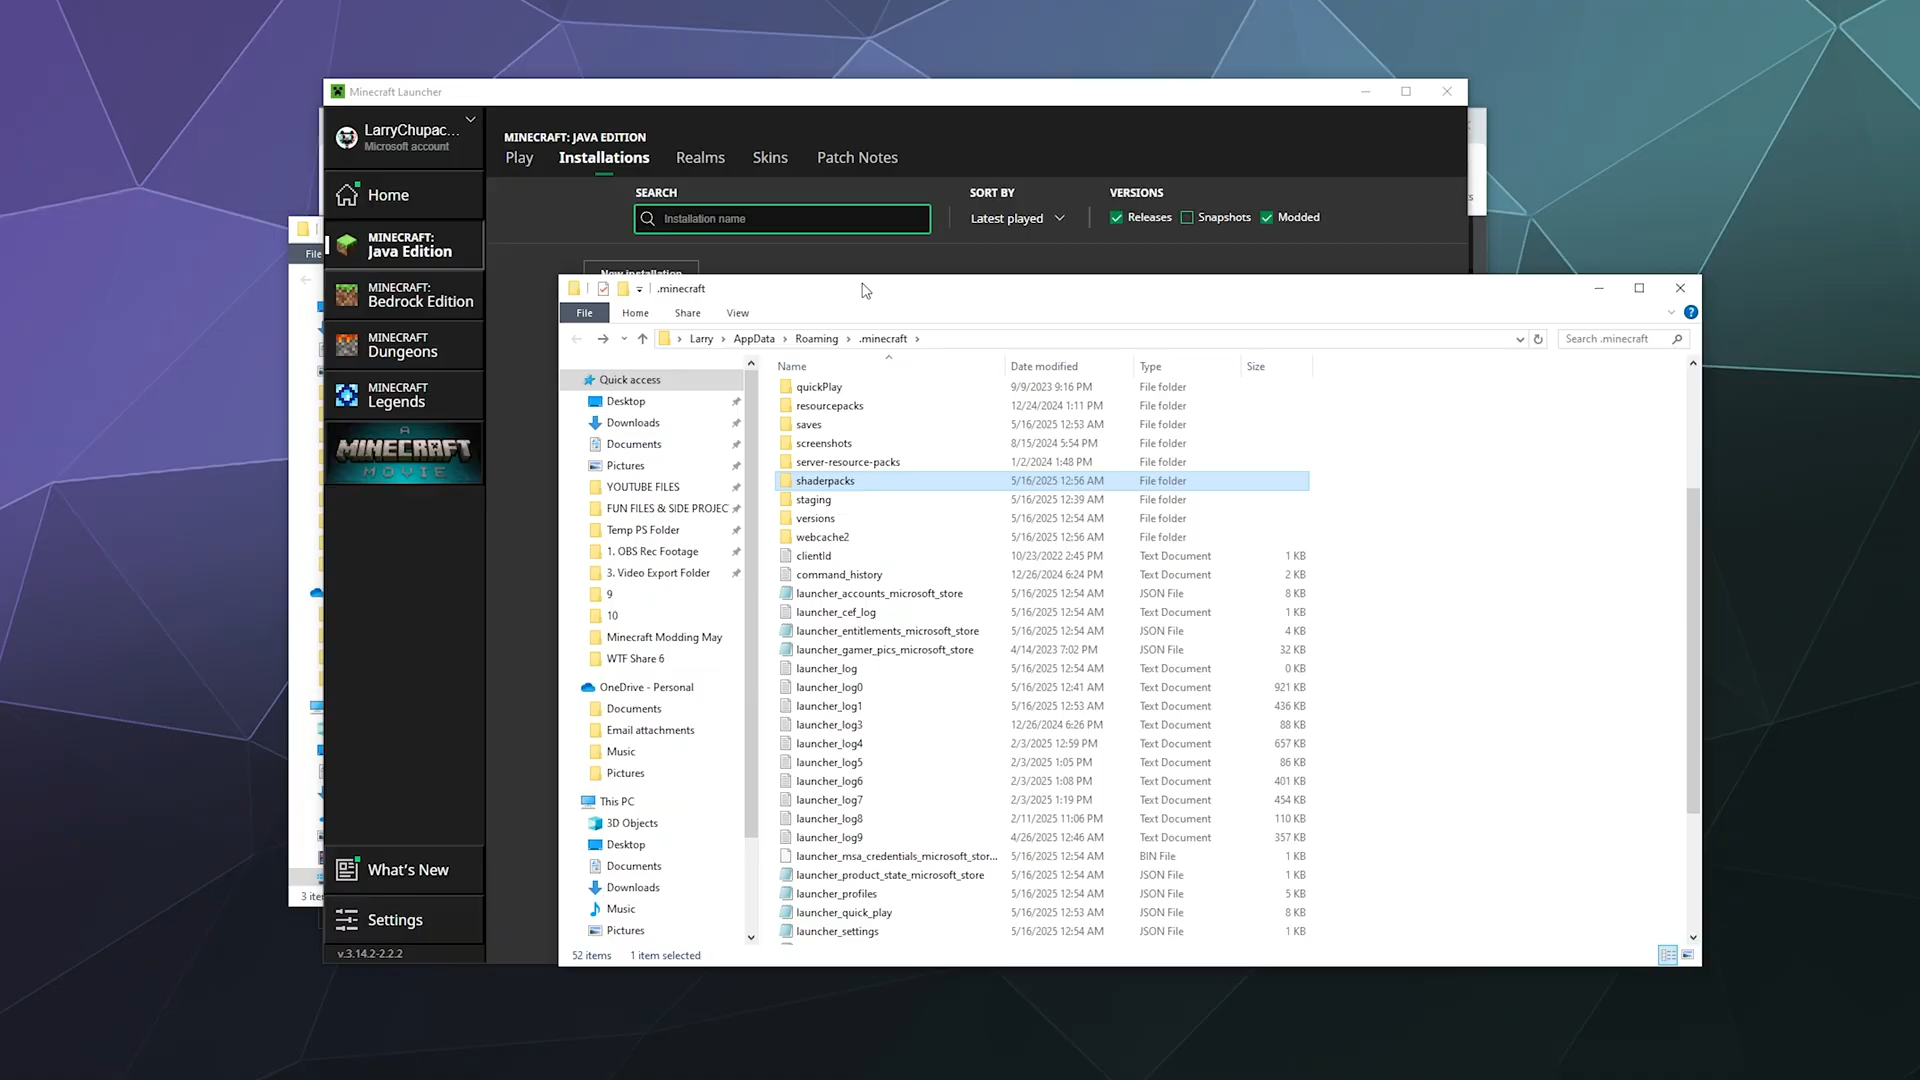 Minecraft Launcher
LarryChupac...
Microsoft account
Home
MINECRAFT:
Java Edition
MINECRAFT:
Bedrock Edition
MINECRAFT
Dungeons
MINECRAFT
Legends
A
MINECRAFT
MOVIE
What's New
Settings
v.3.14.2-2.2.2
File
MINECRAFT: JAVA EDITION
Play Installations Realms Skins Patch Notes
SEARCH SORT BY VERSIONS
Installation name Latest played Releases Snapshots Modded
New installation
.minecraft
File Home Share View
Larry > AppData > Roaming > .minecraft >
Search .minecraft
Quick access
Desktop
Downloads
Documents
Pictures
YOUTUBE FILES
FUN FILES & SIDE PROJEC
Temp PS Folder
1. OBS Rec Footage
3. Video Export Folder
9
10
Minecraft Modding May
WTF Share 6
OneDrive - Personal
Documents
Email attachments
Music
Pictures
This PC
3D Objects
Desktop
Documents
Downloads
Music
Pictures
Name Date modified Type Size
quickPlay 9/9/2023 9:16 PM File folder
resourcepacks 12/24/2024 1:11 PM File folder
saves 5/16/2025 12:53 AM File folder
screenshots 8/15/2024 5:54 PM File folder
server-resource-packs 1/2/2024 1:48 PM File folder
shaderpacks 5/16/2025 12:56 AM File folder
staging 5/16/2025 12:39 AM File folder
versions 5/16/2025 12:54 AM File folder
webcache2 5/16/2025 12:56 AM File folder
clientId 10/23/2022 2:45 PM Text Document 1 KB
command_history 12/26/2024 6:24 PM Text Document 2 KB
launcher_accounts_microsoft_store 5/16/2025 12:54 AM JSON File 8 KB
launcher_cef_log 5/16/2025 12:54 AM Text Document 1 KB
launcher_entitlements_microsoft_store 5/16/2025 12:54 AM JSON File 4 KB
launcher_gamer_pics_microsoft_store 4/14/2023 7:02 PM JSON File 32 KB
launcher_log 5/16/2025 12:54 AM Text Document 0 KB
launcher_log0 5/16/2025 12:41 AM Text Document 921 KB
launcher_log1 5/16/2025 12:53 AM Text Document 436 KB
launcher_log3 12/26/2024 6:26 PM Text Document 88 KB
launcher_log4 2/3/2025 12:59 PM Text Document 657 KB
launcher_log5 2/3/2025 1:05 PM Text Document 86 KB
launcher_log6 2/3/2025 1:08 PM Text Document 401 KB
launcher_log7 2/3/2025 1:19 PM Text Document 454 KB
launcher_log8 2/11/2025 11:06 PM Text Document 110 KB
launcher_log9 4/26/2025 12:46 AM Text Document 357 KB
launcher_msa_credentials_microsoft_stor... 5/16/2025 12:54 AM BIN File 1 KB
launcher_product_state_microsoft_store 5/16/2025 12:54 AM JSON File 1 KB
launcher_profiles 5/16/2025 12:54 AM JSON File 5 KB
launcher_quick_play 5/16/2025 12:53 AM JSON File 8 KB
launcher_settings 5/16/2025 12:54 AM JSON File 1 KB
52 items 1 item selected